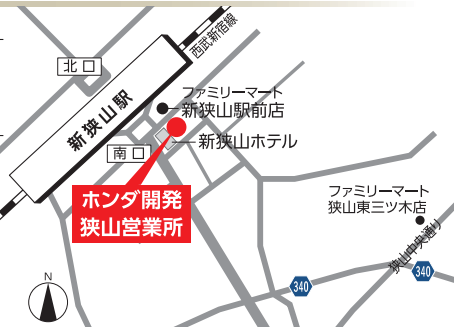 西武新宿線
北口
ファミリーマート
新狭山駅前店
新狭山駅
新狭山ホテル
南口
ホンダ開発
狭山営業所
ファミリーマート
狭山東三ツ木店
狭山中央通り
340
340
N